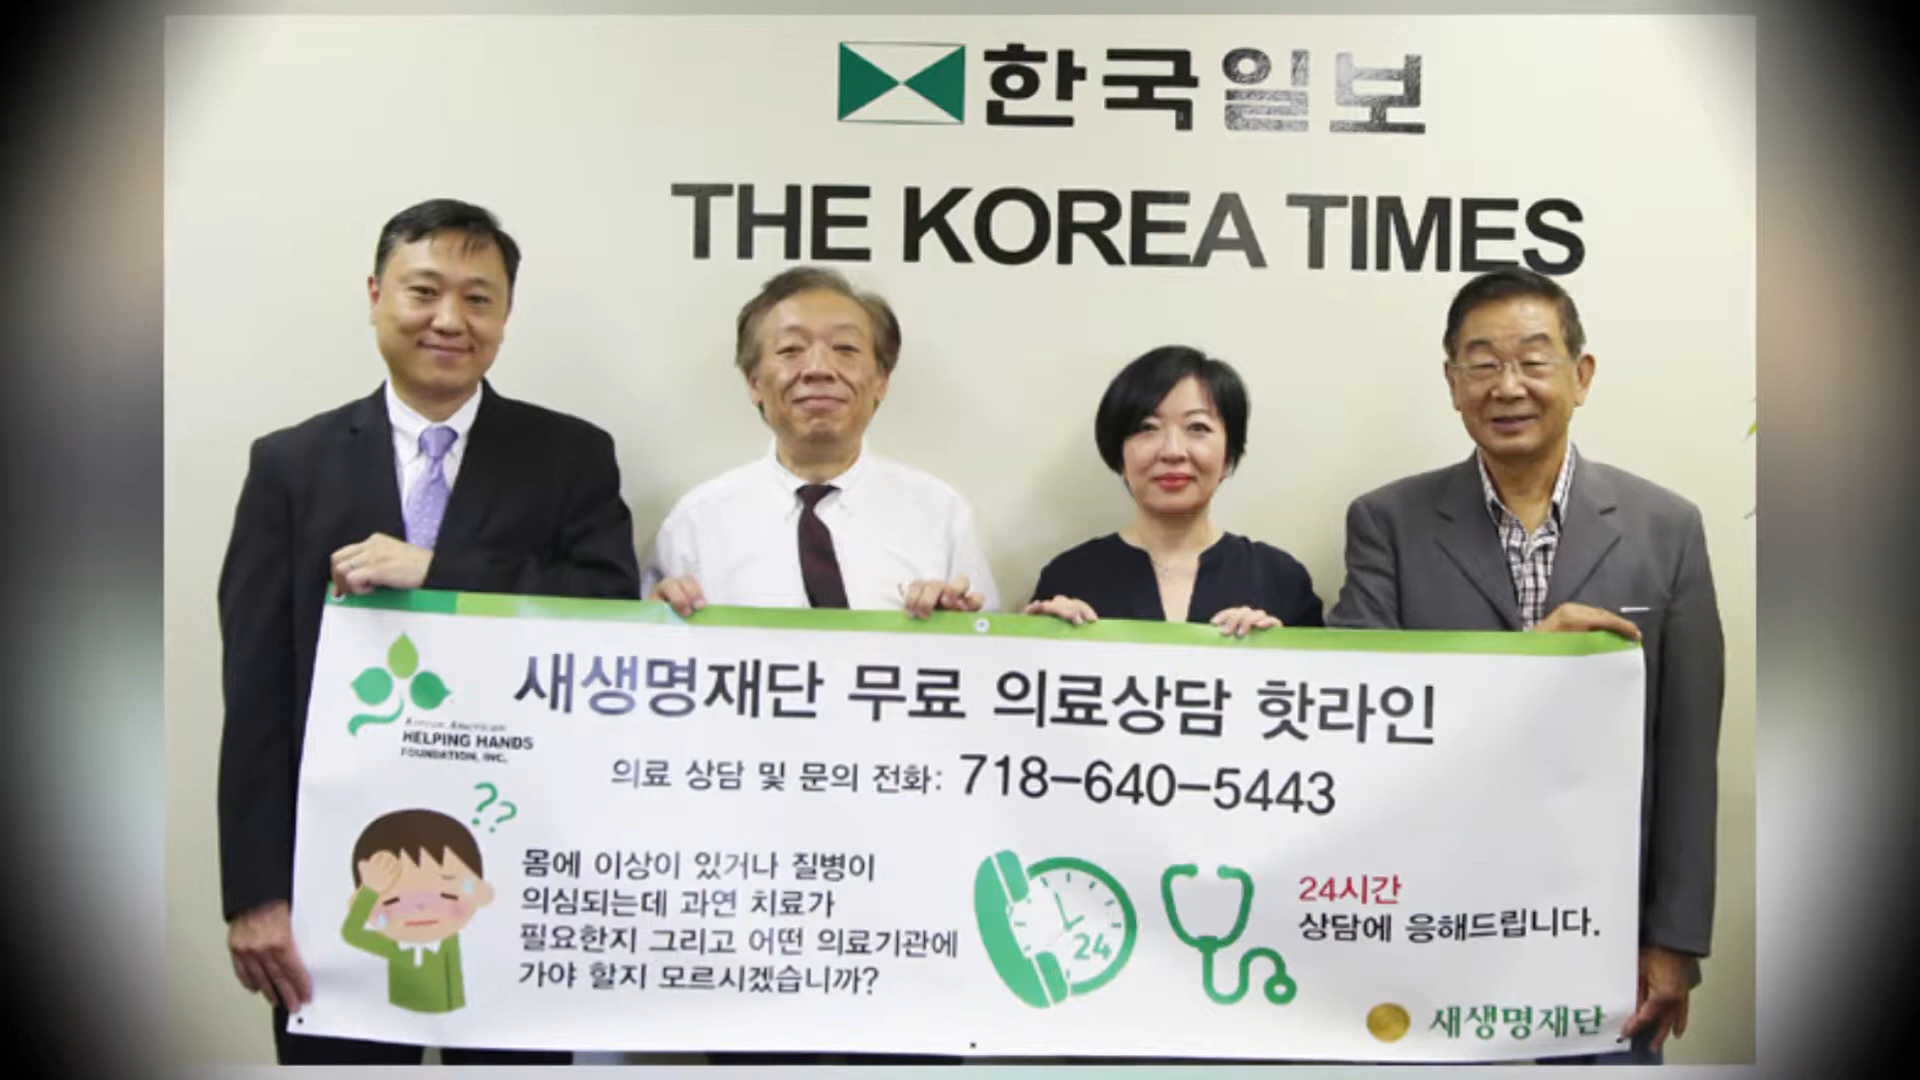 한국일보
THE KOREA TIMES
새생명재단 무료 의료상담 핫라인
Korean American
HELPING HANDS
FOUNDATION, INC.
의료 상담 및 문의 전화: 718-640-5443
??
몸에 이상이 있거나 질병이
의심되는데 과연 치료가
필요한지 그리고 어떤 의료기관에
가야 할지 모르시겠습니까?
24
24시간
상담에 응해드립니다.
새생명재단